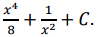 x⁴/8 + 1/x² + C.